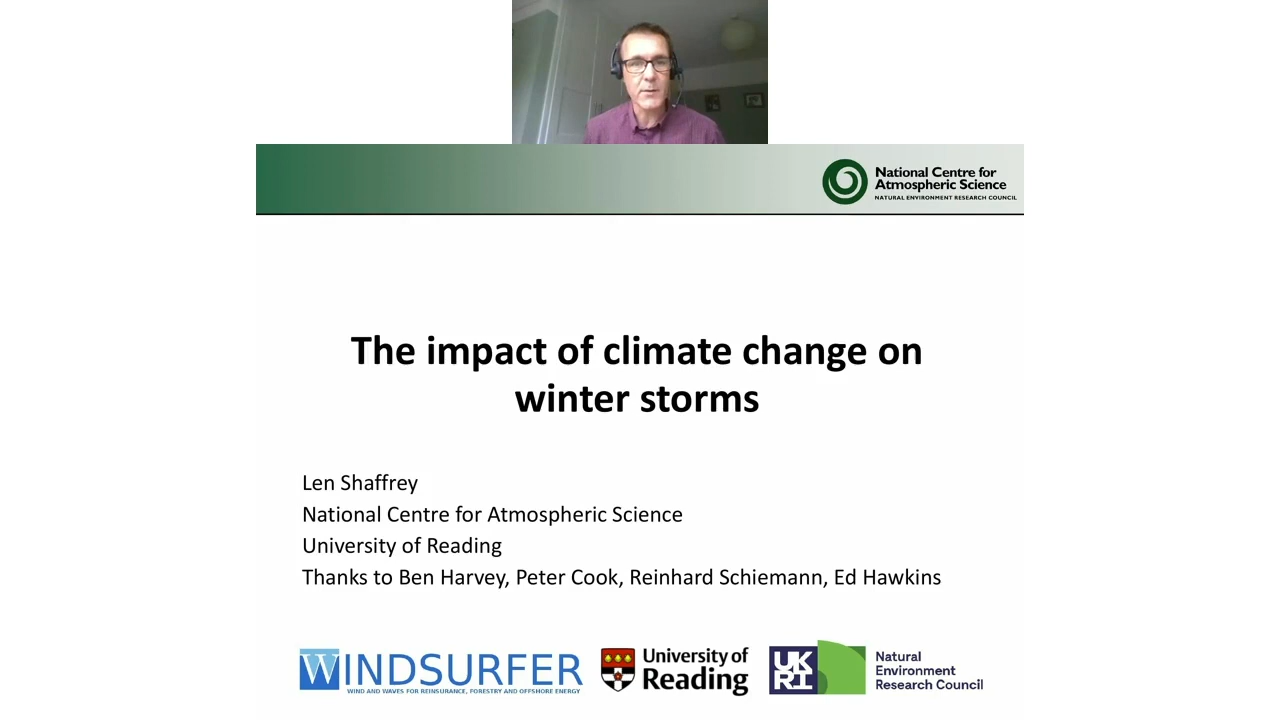 National Centre for
Atmospheric Science
NATURAL ENVIRONMENT RESEARCH COUNCIL
The impact of climate change on
winter storms
Len Shaffrey
National Centre for Atmospheric Science
University of Reading
Thanks to Ben Harvey, Peter Cook, Reinhard Schiemann, Ed Hawkins
WINDSURFER
WIND AND WAVES FOR REINSURANCE, FORESTRY AND OFFSHORE ENERGY
University of
Reading
UK
RI
Natural
Environment
Research Council